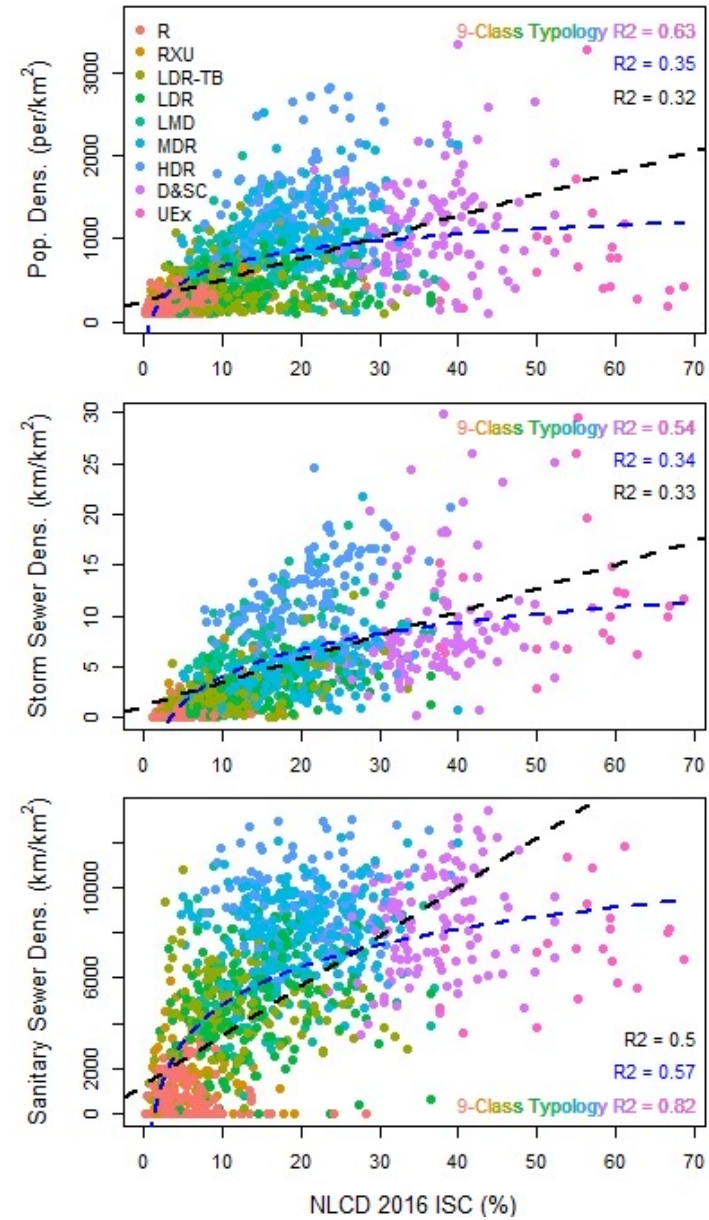 R
RXU
LDR-TB
LDR
LMD
MDR
HDR
D&SC
UEx
9-Class Typology R2 = 0.63
R2 = 0.35
R2 = 0.32
Pop. Dens. (per/km²)
0 1000 2000 3000
0 10 20 30 40 50 60 70
9-Class Typology R2 = 0.54
R2 = 0.34
R2 = 0.33
Storm Sewer Dens. (km/km²)
0 5 10 15 20 25 30
0 10 20 30 40 50 60 70
R2 = 0.5
R2 = 0.57
9-Class Typology R2 = 0.82
Sanitary Sewer Dens. (km/km²)
0 2000 6000 10000
0 10 20 30 40 50 60 70
NLCD 2016 ISC (%)